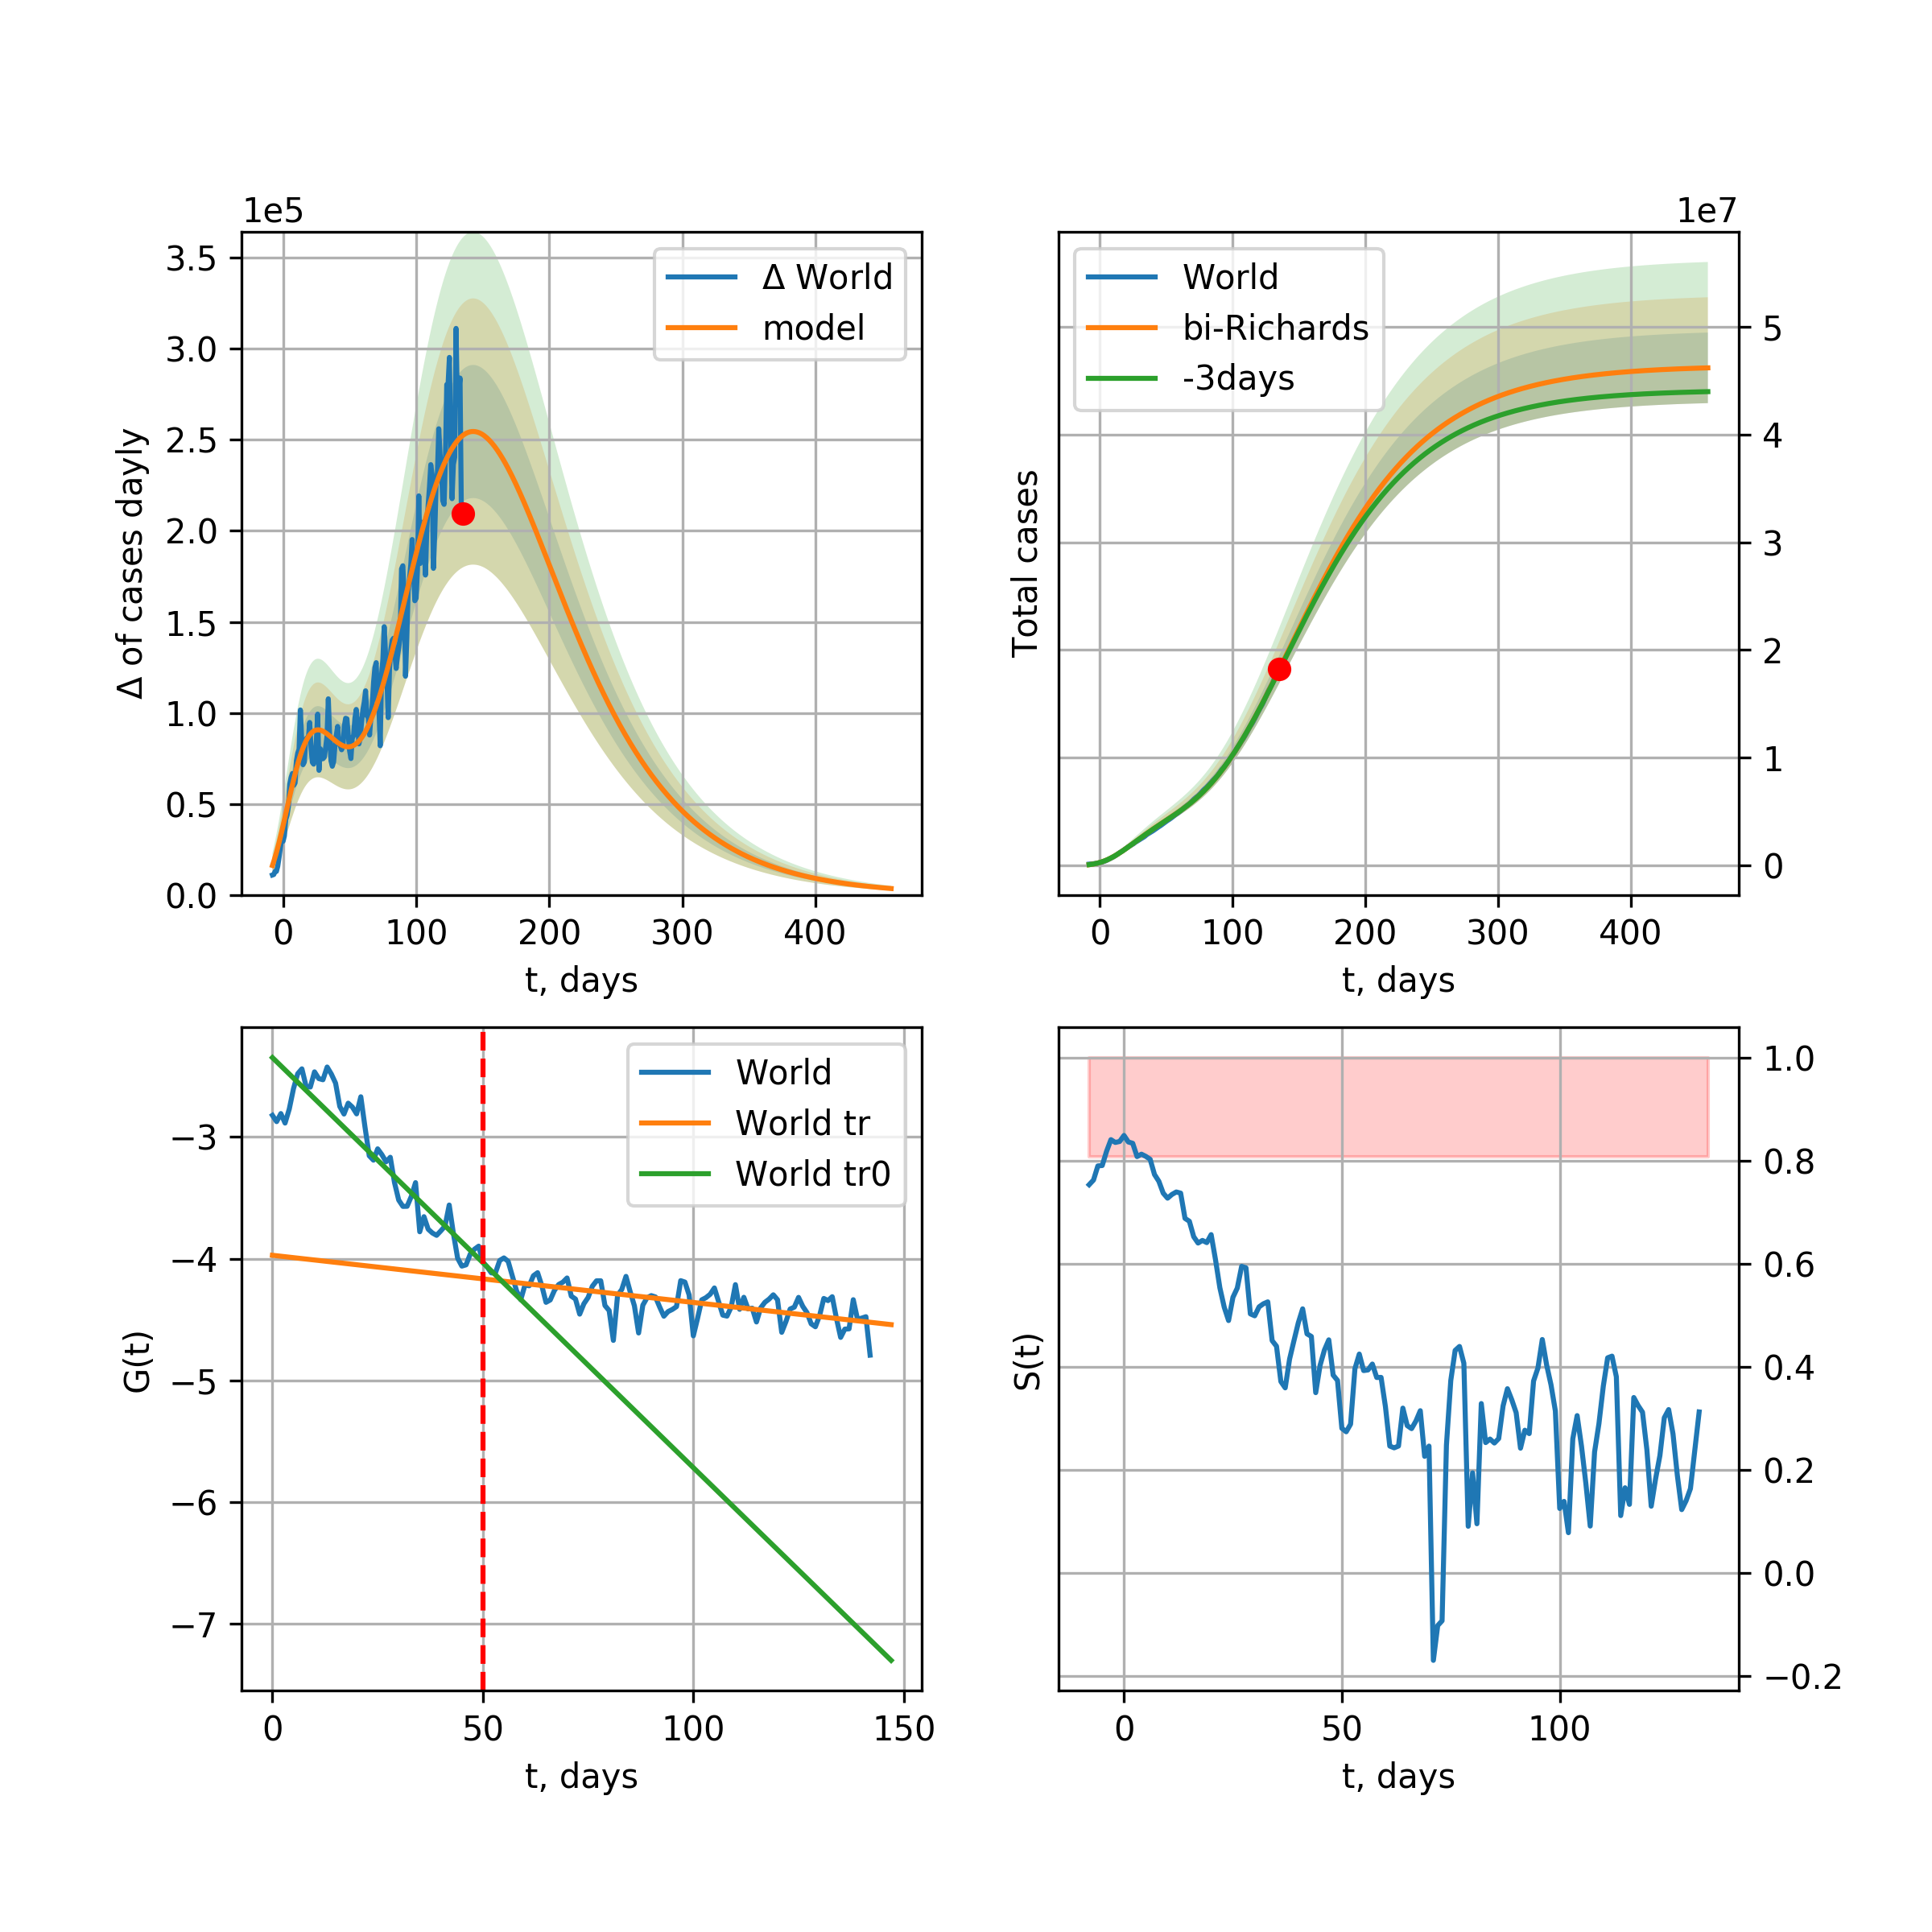 1e5
3.5
3.0
2.5
2.0
1.5
1.0
0.5
0.0
Δ of cases dayly
Δ World
model
0 100 200 300 400
t, days
1e7
World
bi-Richards
-3days
Total cases
5
4
3
2
1
0
0 100 200 300 400
t, days
World
World tr
World tr0
G(t)
−3
−4
−5
−6
−7
0 50 100 150
t, days
S(t)
1.0
0.8
0.6
0.4
0.2
0.0
−0.2
0 50 100
t, days